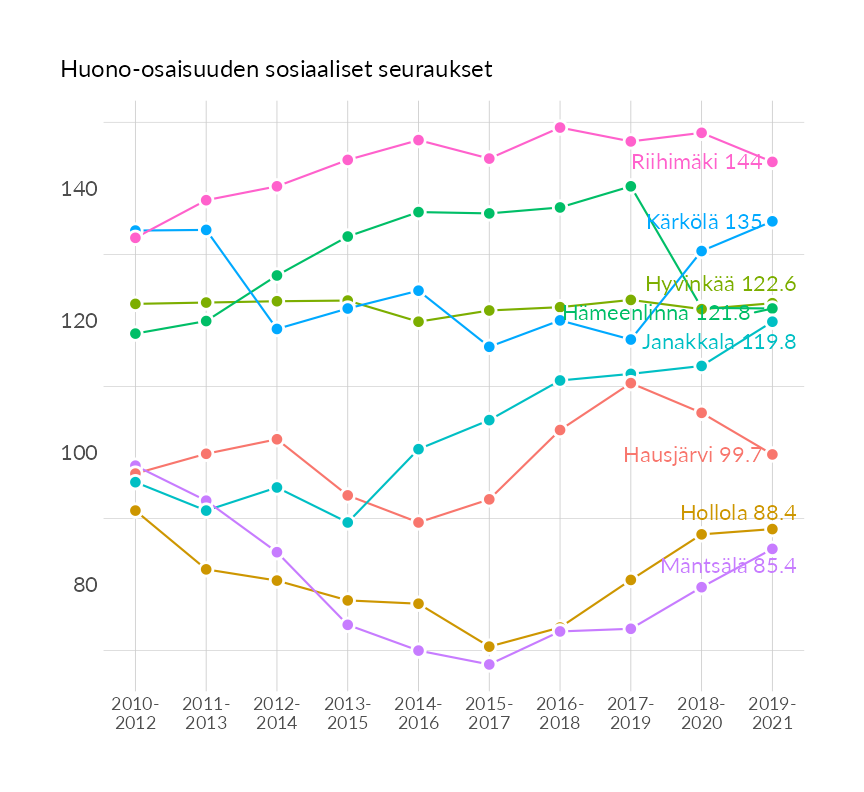 Huono-osaisuuden sosiaaliset seuraukset
140
120
100
80
Riihimäki 144
Kärkölä 135
Hyvinkää 122.6
Hämeenlinna 121.8
Janakkala 119.8
Hausjärvi 99.7
Hollola 88.4
Mäntsälä 85.4
2010- 2011- 2012- 2013- 2014- 2015- 2016- 2017- 2018- 2019-
2012 2013 2014 2015 2016 2017 2018 2019 2020 2021